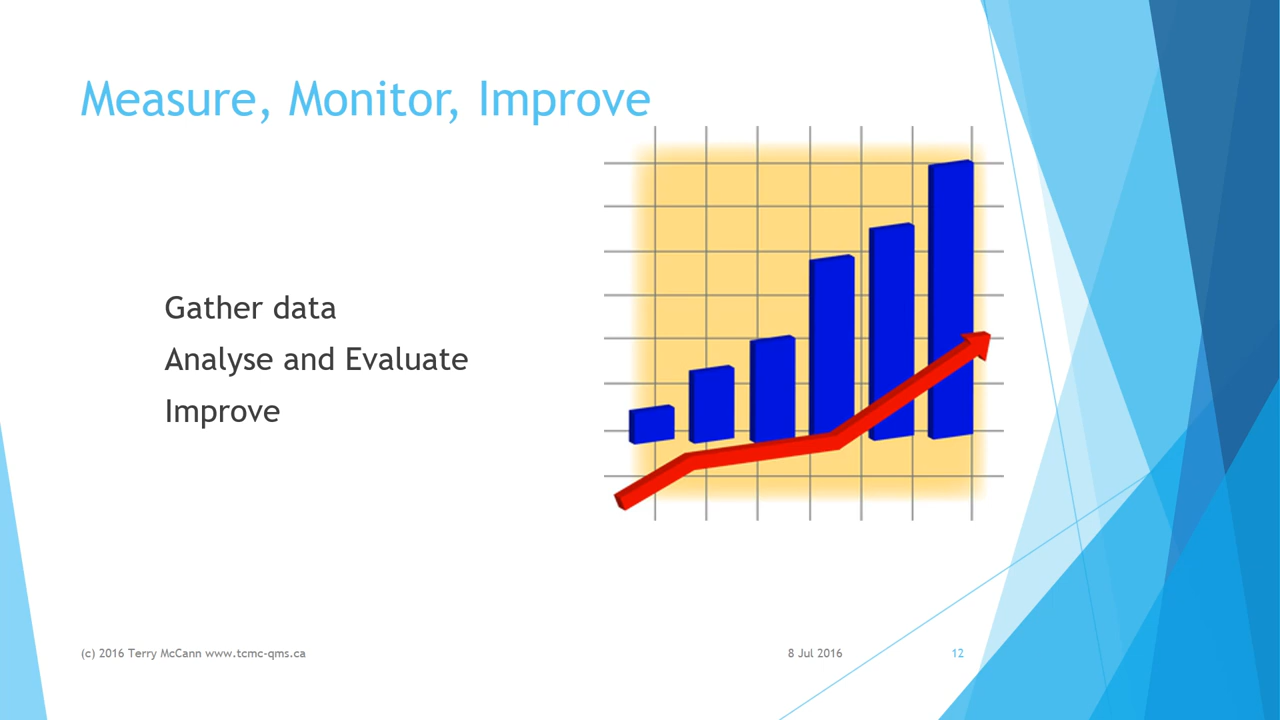 Measure, Monitor, Improve
Gather data
Analyse and Evaluate
Improve
(c) 2016 Terry McCann www.tcmc-qms.ca
8 Jul 2016
12